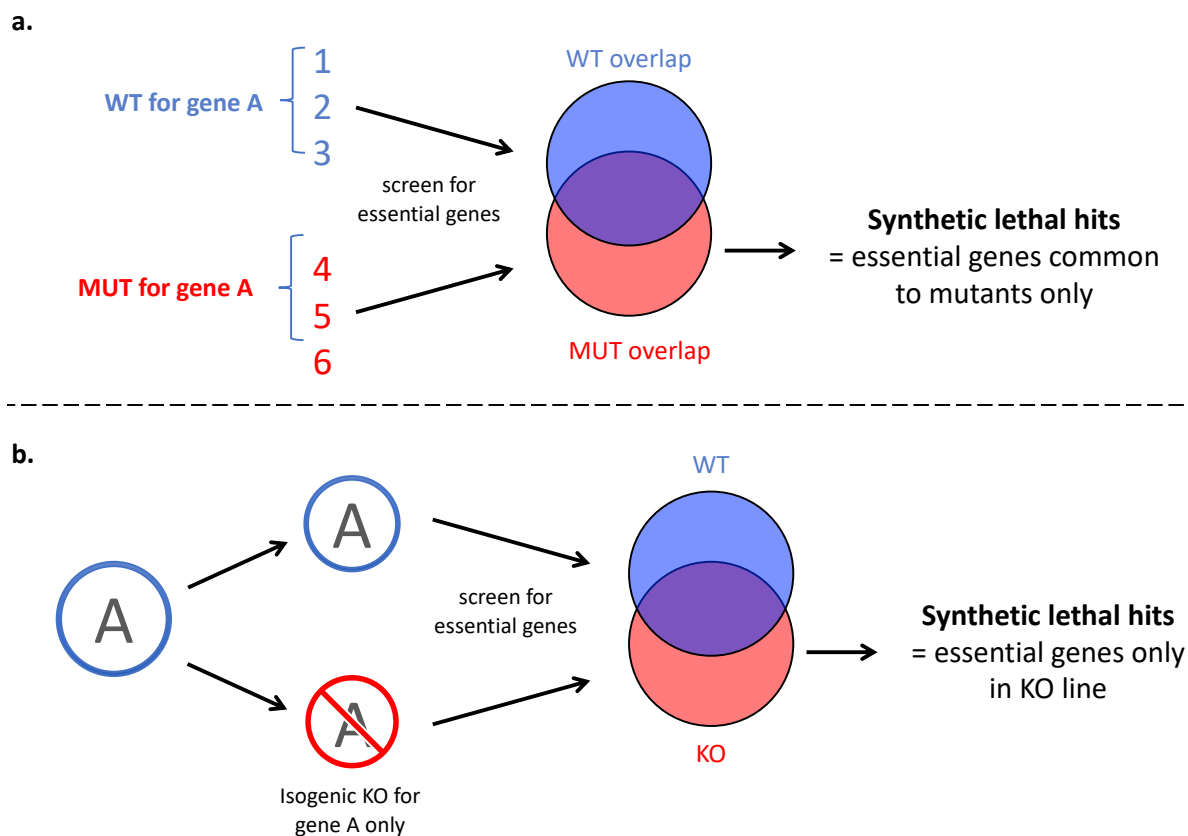 a.
WT for gene A
1
2
3
MUT for gene A
4
5
6
screen for
essential genes
WT overlap
MUT overlap
Synthetic lethal hits
= essential genes common
to mutants only
b.
A
A
A
Isogenic KO for
gene A only
screen for
essential genes
WT
KO
Synthetic lethal hits
= essential genes only
in KO line